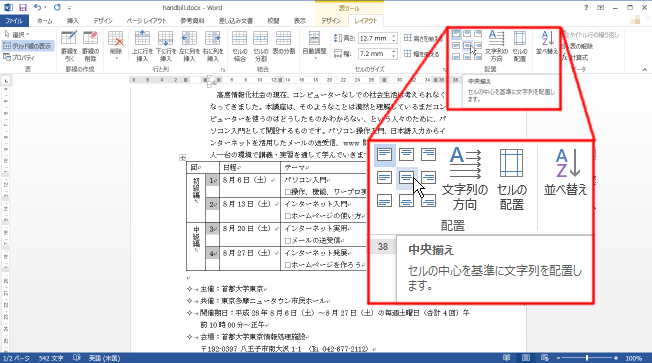 handbill.docx - Word
表ツール
ファイル ホーム 挿入 デザイン ページ レイアウト 参考資料 差し込み文書 校閲 表示 デザイン レイアウト
選択
グリッド線の表示
プロパティ
表
罫線を引く
罫線の削除
罫線の作成
削除
上に行を挿入
下に行を挿入
左に列を挿入
右に列を挿入
行と列
セルの結合
セルの分割
表の分割
結合
自動調整
高さ: 12.7 mm
幅: 7.2 mm
高さを揃える
幅を揃える
セルのサイズ
文字列の方向
セルの配置
配置
並べ替え
タイトル行の繰り返し
表の解除
計算式
データ
中央揃え
セルの中心を基準に文字列を配置します。
高度情報化社会の現在、コンピューターなしでの社会生活は考えられなく
なってきました。本講座は、そのようなことは漠然と理解しているまだコン
ピューターを使うのはどうしたものかわからない、という人々のために、パ
ソコン入門として開設するものです。パソコン操作入門、日本語入力からイ
ンターネットを活用したメールの送受信、www
人一台の環境で講義・実習を通して学んでいきま
回 日程 テーマ
初級編
1 8月6日（土） パソコン入門
□操作、機能、ワープロ実
2 8月13日（土） インターネット入門
□ホームページの使い方
中級編
3 8月20日（土） インターネット実用
□メールの送受信
4 8月27日（土） インターネット発展
□ホームページを作ろう
主催：首都大学東京
共催：東京多摩ニュータウン市民ホール
開催期日：平成28年8月6日（土）～8月27日（土）の毎週土曜日（合計4回）午
前10時00分～正午
会場：首都大学東京情報処理施設
〒192-0397 八王子市南大沢1-1 （℡ 042-677-2112）
文字列の方向
セルの配置
並べ替え
配置
38
中央揃え
セルの中心を基準に文字列を配置し
ます。
1/2 ページ 542 文字 英語 (米国)
100%